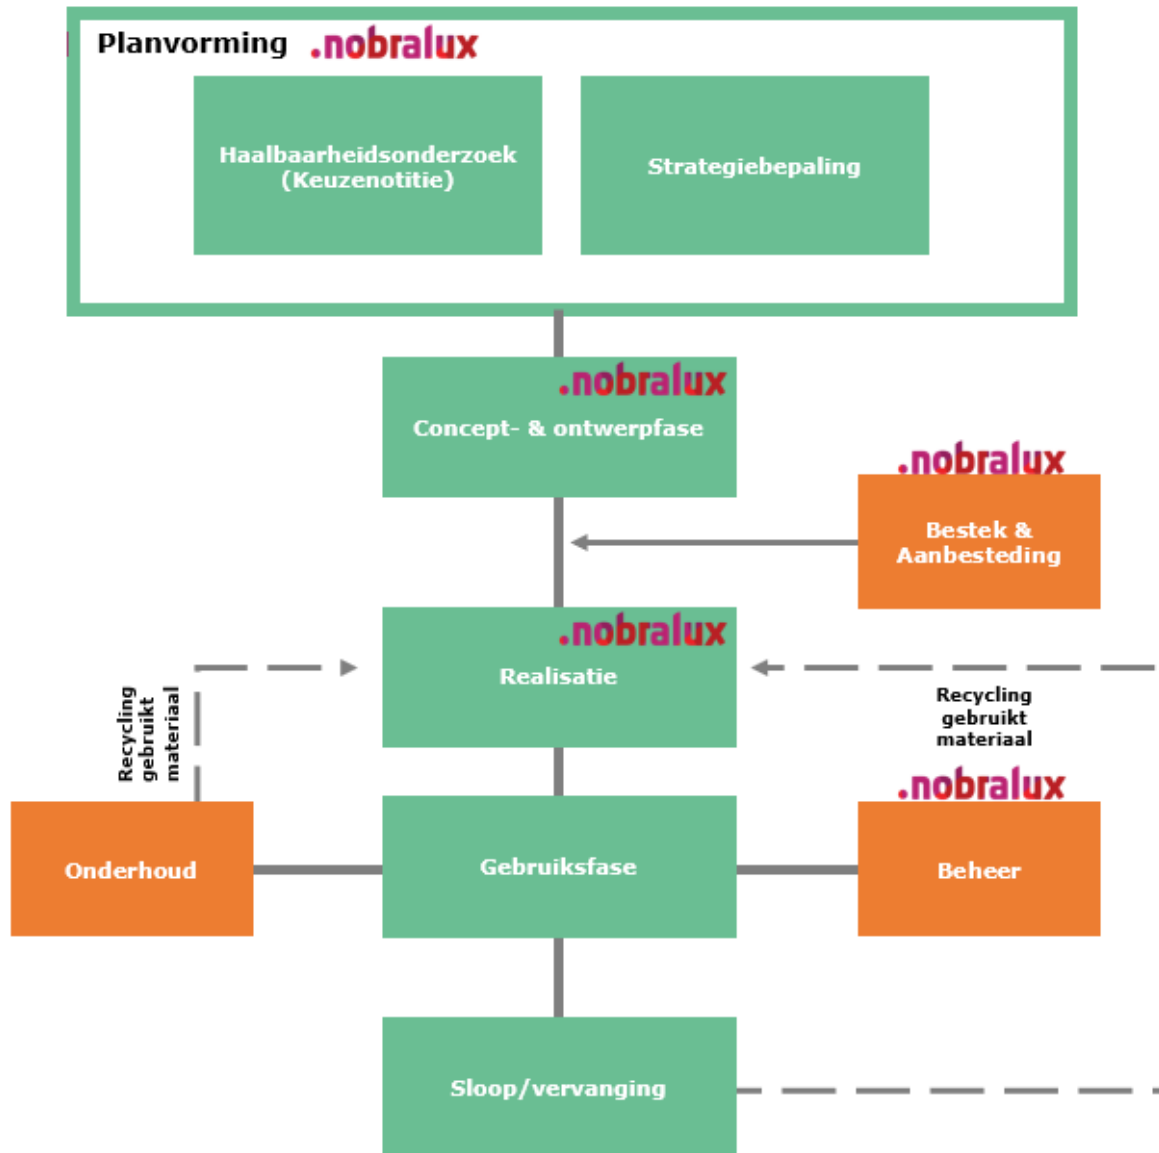 Planvorming .nobralux
Haalbaarheidsonderzoek
(Keuzenotitie)
Strategiebepaling
.nobralux
Concept- & ontwerpfase
.nobralux
Bestek &
Aanbesteding
.nobralux
Realisatie
Recycling
gebruikt
materiaal
Recycling
gebruikt
materiaal
.nobralux
Onderhoud
Gebruiksfase
Beheer
Sloop/vervanging